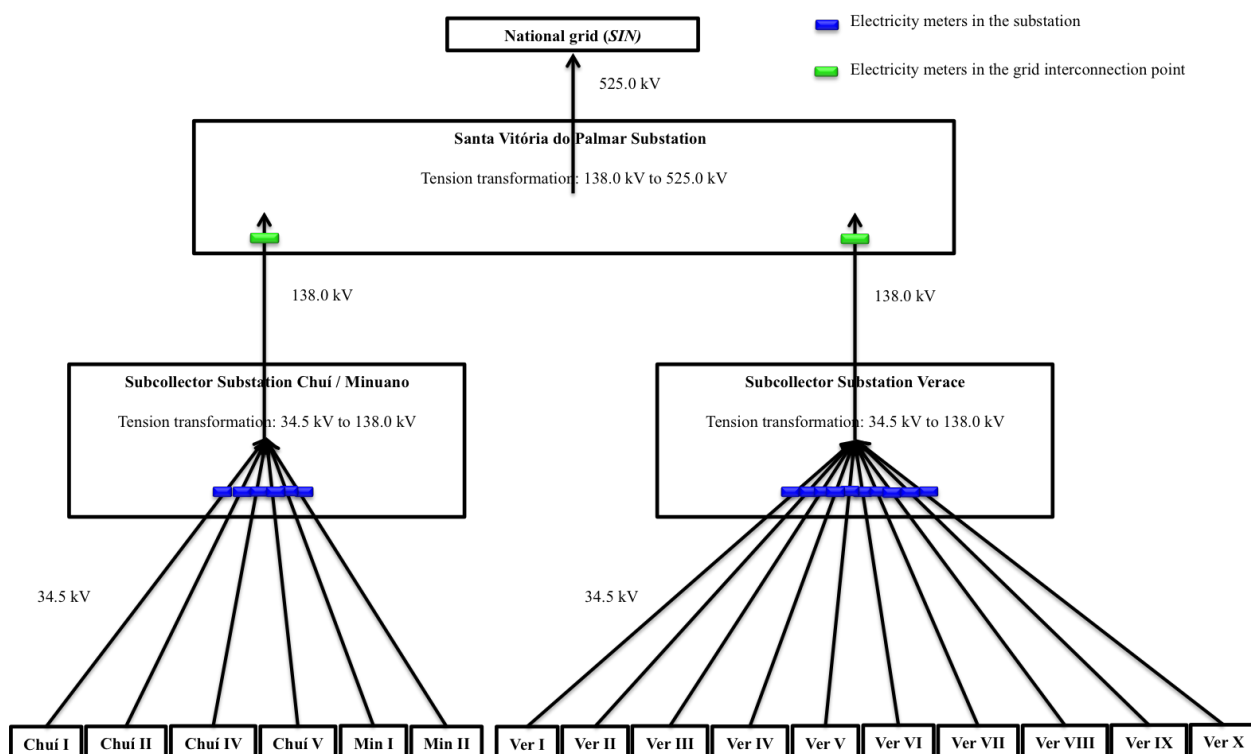 National grid (SIN)
Electricity meters in the substation
Electricity meters in the grid interconnection point
525.0 kV
Santa Vitória do Palmar Substation
Tension transformation: 138.0 kV to 525.0 kV
138.0 kV
138.0 kV
Subcollector Substation Chuí / Minuano
Tension transformation: 34.5 kV to 138.0 kV
Subcollector Substation Verace
Tension transformation: 34.5 kV to 138.0 kV
34.5 kV
34.5 kV
Chuí I
Chuí II
Chuí IV
Chuí V
Min I
Min II
Ver I
Ver II
Ver III
Ver IV
Ver V
Ver VI
Ver VII
Ver VIII
Ver IX
Ver X